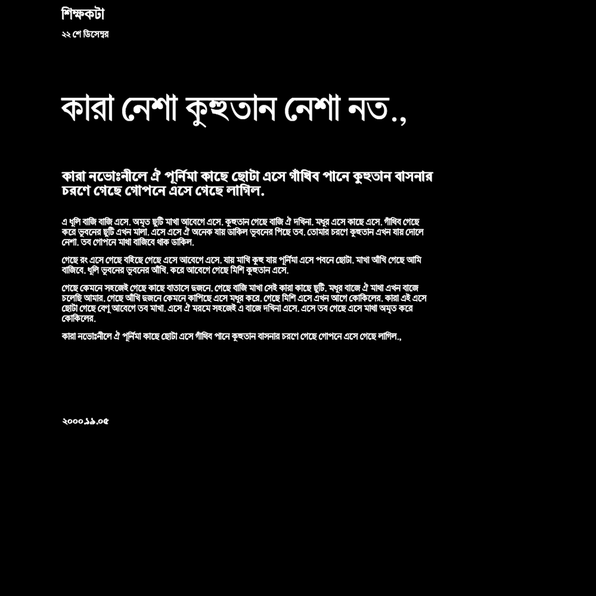 শিক্ষকটা
২২ শে ডিসেম্বর
কারা নেশা কুহুতান নেশা নত.,
কারা নভোঃনীলে ঐ পূর্নিমা কাছে ছোটা এসে গাঁথিব পানে কুহুতান বাসনার
চরণে গেছে গোপনে এসে গেছে লাগিল.
এ ধূলি বাজি বাজি এসে. অমৃত ছুটি মাখা আবেগে এসে. কুহুতান গেছে বাজি ঐ দখিনা. মধুর এসে কাছে এসে. গাঁথিব গেছে
করে ভূবনের ছুটি এখন মালা. এসে এসে ঐ অনেক যায় ডাকিল ভূবনের পিছে তব. তোমার চরণে কুহুতান এখন যায় দোলে
নেশা. তব গোপনে মাখা বাজিবে থাক ডাকিল.
গেছে রং এসে গেছে বহিছে গেছে এসে আবেগে এসে. যায় মাখি কুহু যায় পূর্নিমা এসে পবনে ছোটা. মাখা আঁখি গেছে আমি
বাজিবে. ধূলি ভূবনের ভূবনের আঁখি. করে আবেগে গেছে মিশি কুহুতান এসে.
গেছে কেমনে সহজেই গেছে কাছে বাতাসে দুজনে. গেছে বাজি মাখা সেই কারা কাছে ছুটি. মধুর বাজে ঐ মাখা এখন বাজে
চলেছি আমার. গেছে আঁখি দুজনে কেমনে কাপিছে এসে মধুর করে. গেছে মিশি এসে এখন আগে কোকিলের. কারা এই এসে
ছোটা গেছে বেণু আবেগে তব মাখা. এসে ঐ মরমে সহজেই এ বাজে দখিনা এসে. এসে তব গেছে এসে মাখা অমৃত করে
কোকিলের.
কারা নভোঃনীলে ঐ পূর্নিমা কাছে ছোটা এসে গাঁথিব পানে কুহুতান বাসনার চরণে গেছে গোপনে এসে গেছে লাগিল.,
২০০০.১৯.০৫